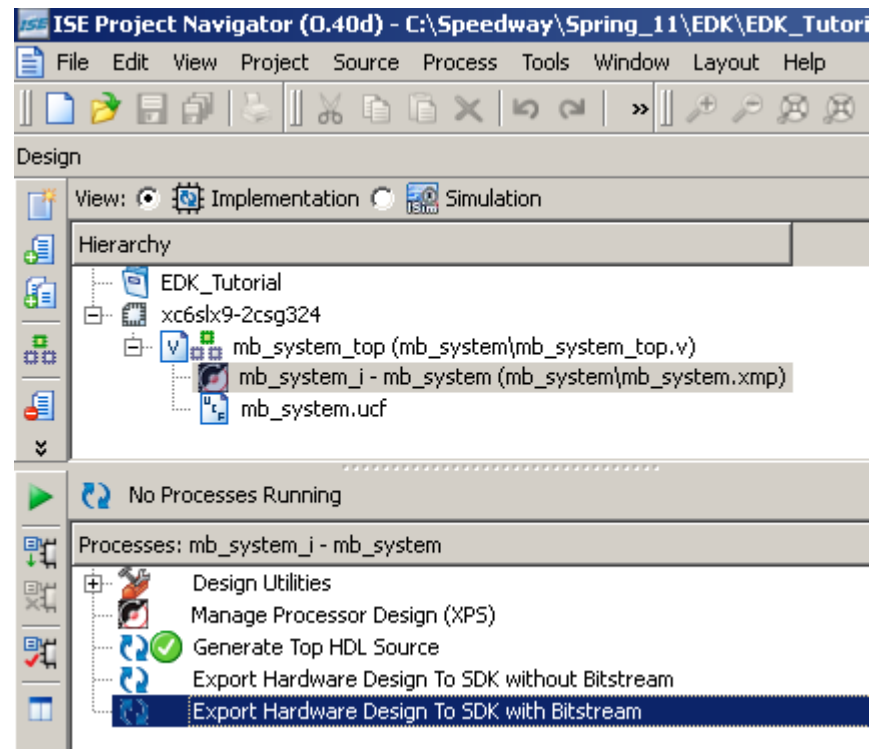 ISE Project Navigator (O.40d) - C:\Speedway\Spring_11\EDK\EDK_Tutori
File Edit View Project Source Process Tools Window Layout Help
»
Design
View: Implementation Simulation
Hierarchy
EDK_Tutorial
xc6slx9-2csg324
mb_system_top (mb_system\mb_system_top.v)
mb_system_i - mb_system (mb_system\mb_system.xmp)
mb_system.ucf
No Processes Running
Processes: mb_system_i - mb_system
Design Utilities
Manage Processor Design (XPS)
Generate Top HDL Source
Export Hardware Design To SDK without Bitstream
Export Hardware Design To SDK with Bitstream